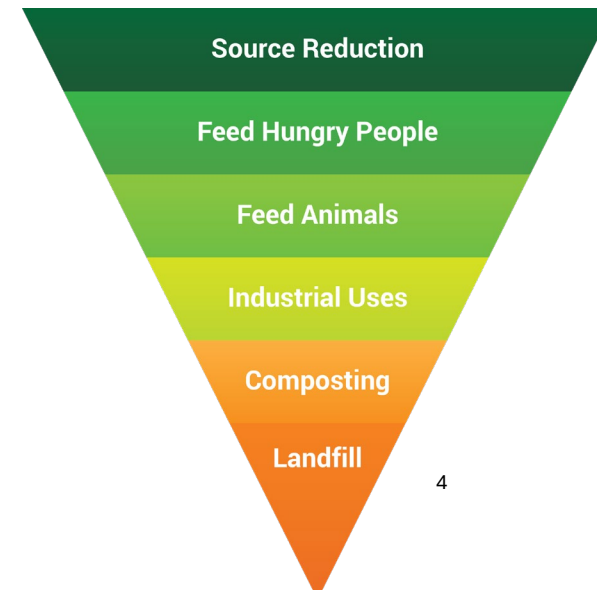 Source Reduction
Feed Hungry People
Feed Animals
Industrial Uses
Composting
Landfill
4